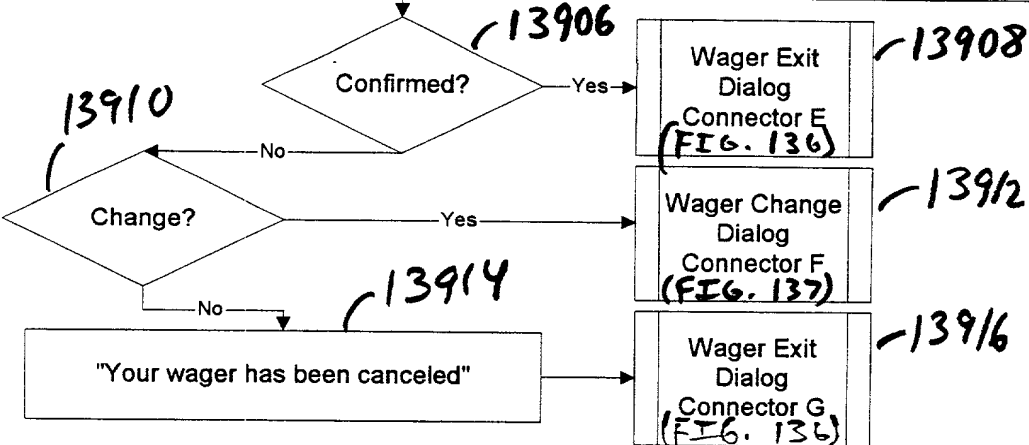 13906
Confirmed?
Yes
Wager Exit
Dialog
Connector E
(FIG. 136)
13908
13910
No
Change?
Yes
Wager Change
Dialog
Connector F
(FIG. 137)
13912
No
13914
"Your wager has been canceled"
Wager Exit
Dialog
Connector G
(FIG. 136)
13916